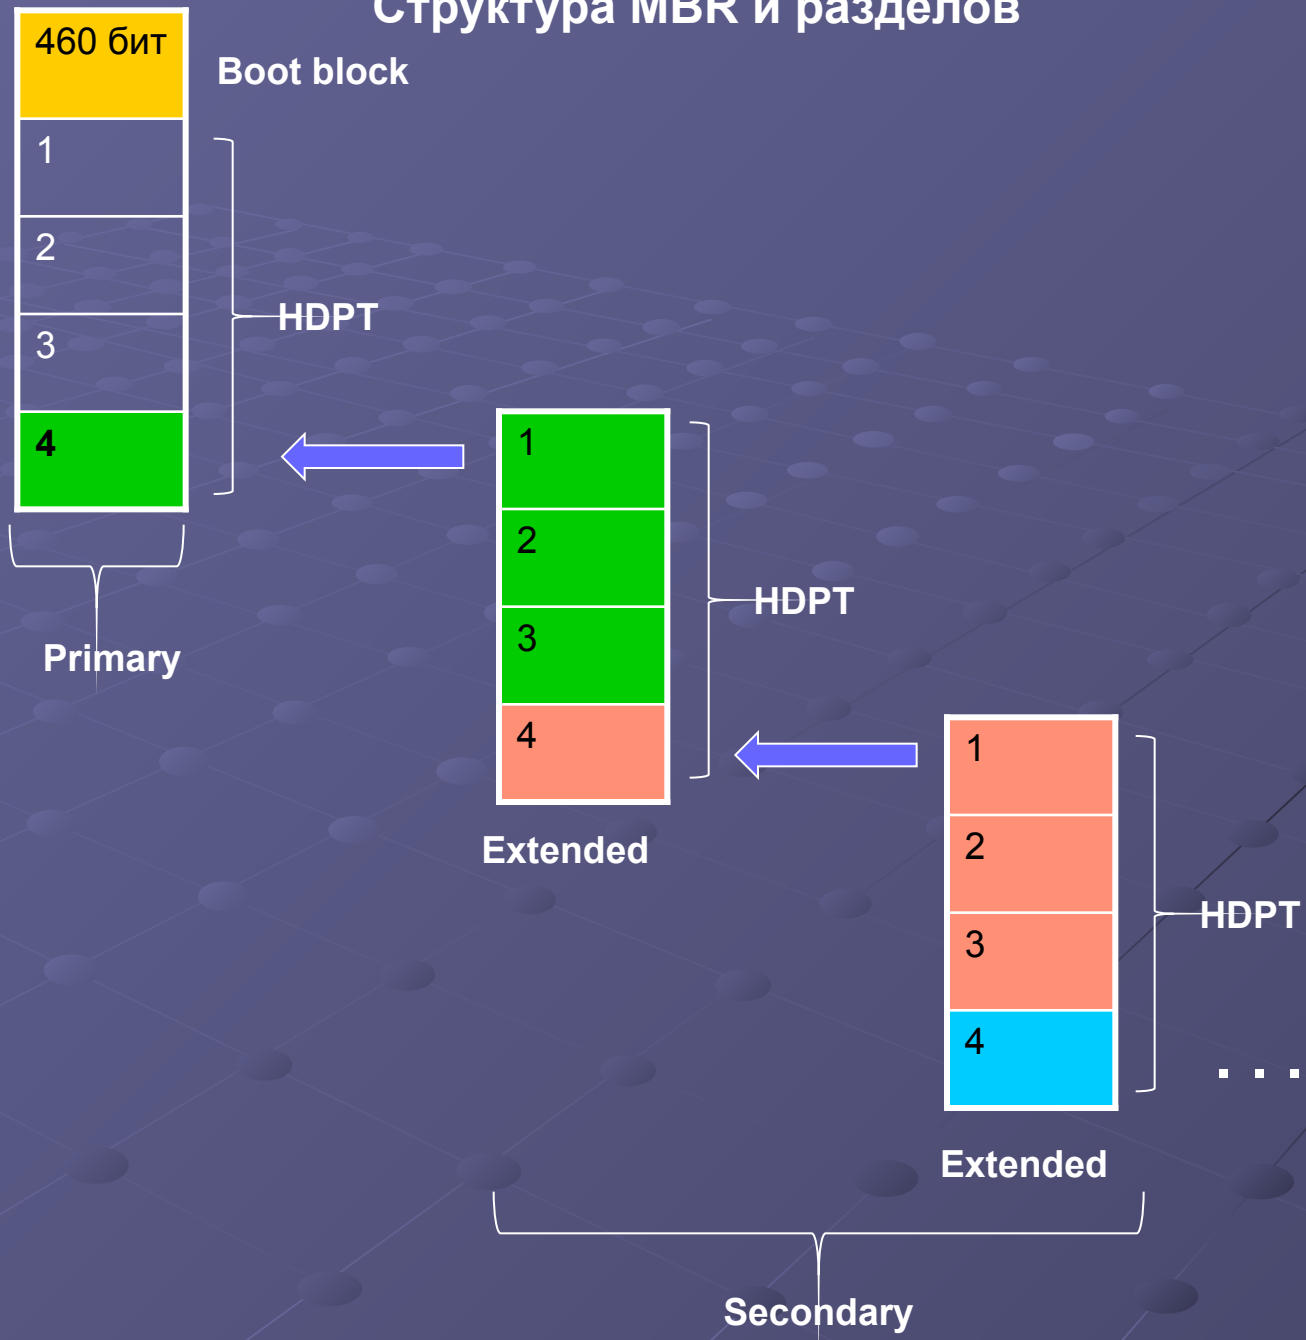 Структура MBR и разделов
460 бит
Boot block
1
2
3
4
HDPT
Primary
1
2
3
4
HDPT
Extended
1
2
3
4
HDPT
. . .
Extended
Secondary